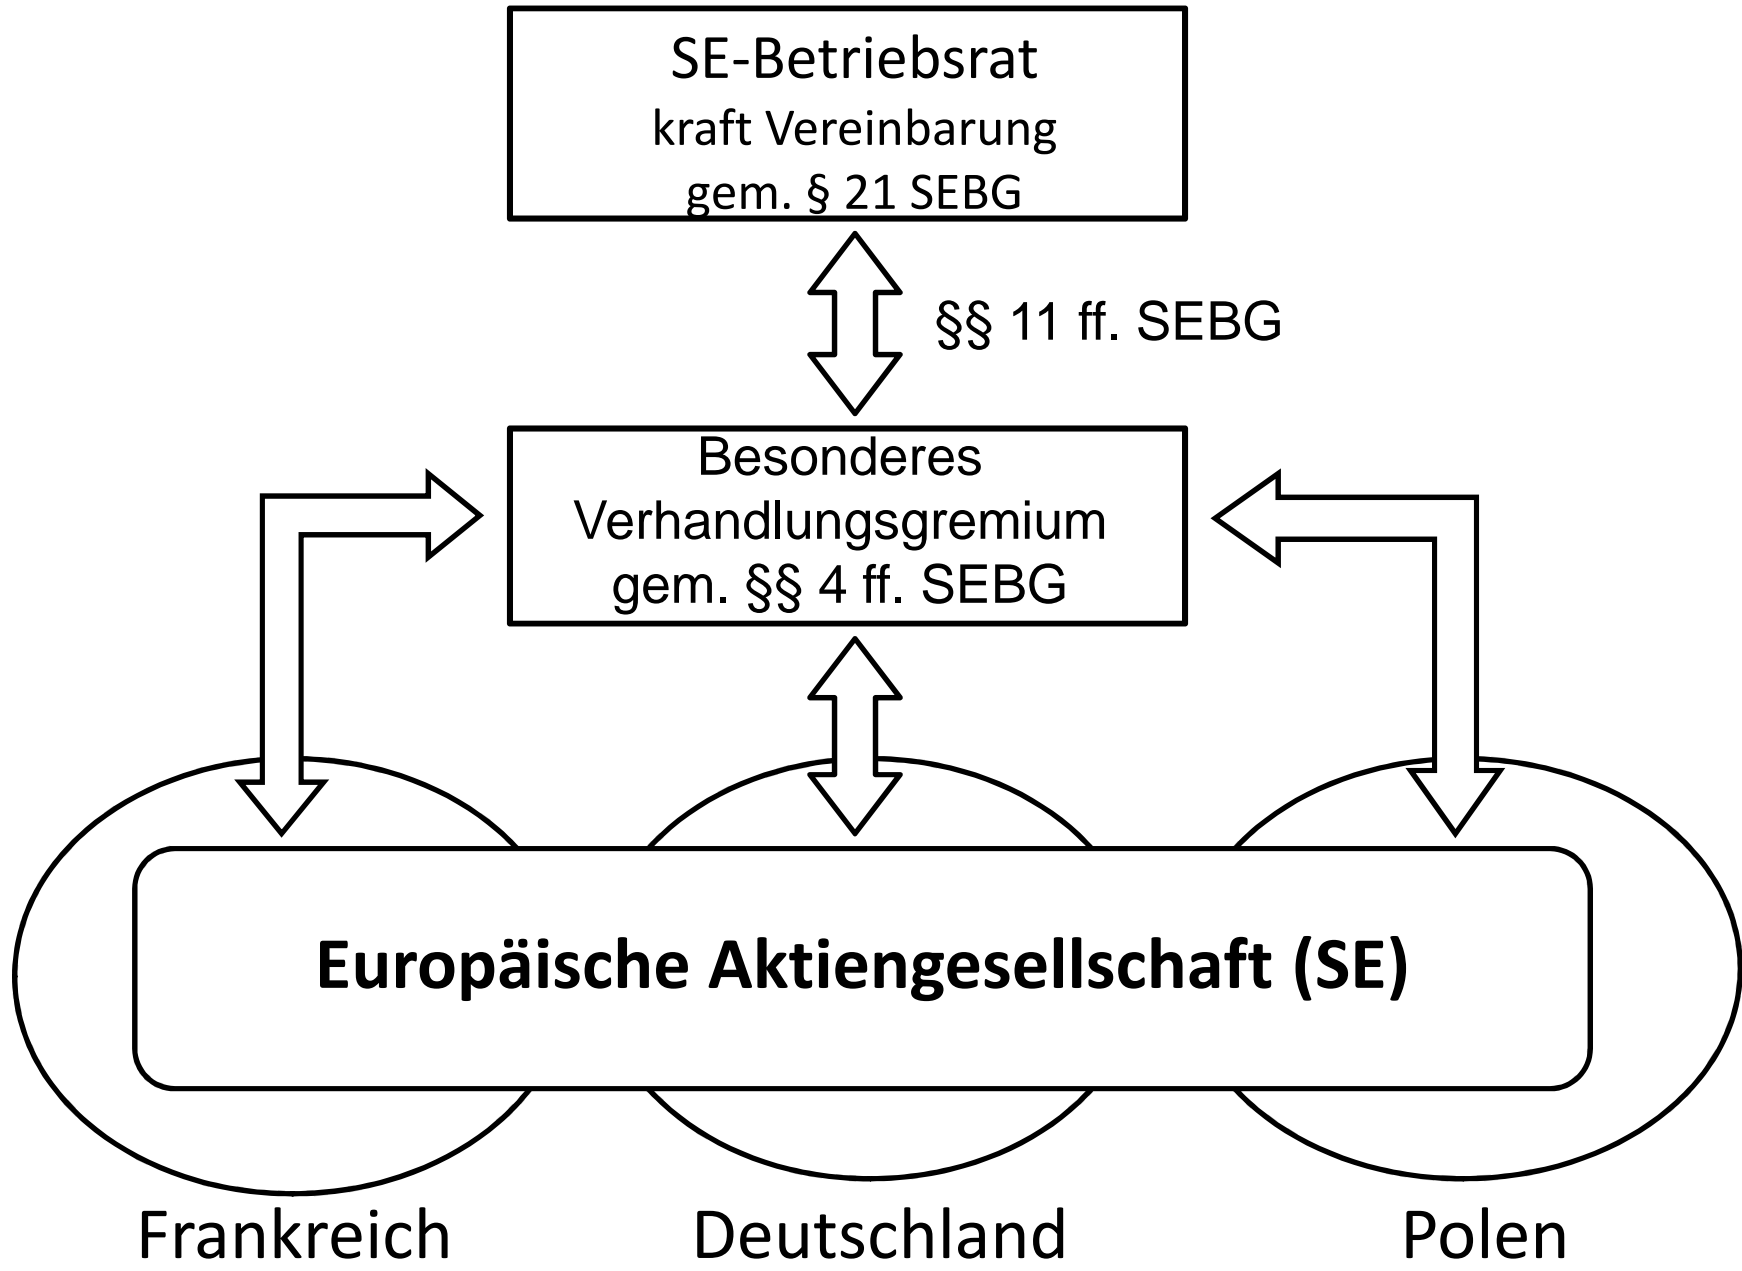 SE-Betriebsrat
kraft Vereinbarung
gem. § 21 SEBG
§§ 11 ff. SEBG
Besonderes
Verhandlungsgremium
gem. §§ 4 ff. SEBG
Europäische Aktiengesellschaft (SE)
Frankreich
Deutschland
Polen